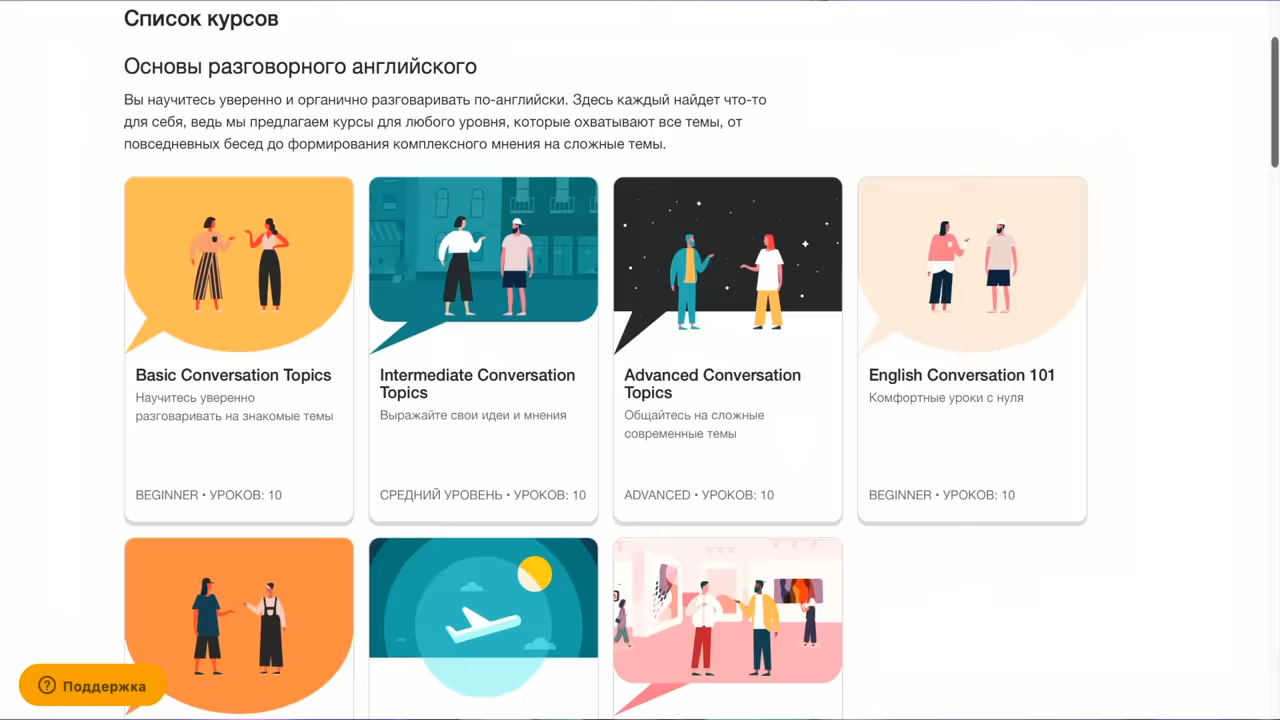 Список курсов
Основы разговорного английского
Вы научитесь уверенно и органично разговаривать по-английски. Здесь каждый найдет что-то
для себя, ведь мы предлагаем курсы для любого уровня, которые охватывают все темы, от
повседневных бесед до формирования комплексного мнения на сложные темы.
Basic Conversation Topics
Научитесь уверенно
разговаривать на знакомые темы
BEGINNER • УРОКОВ: 10
Intermediate Conversation
Topics
Выражайте свои идеи и мнения
СРЕДНИЙ УРОВЕНЬ • УРОКОВ: 10
Advanced Conversation
Topics
Общайтесь на сложные
современные темы
ADVANCED • УРОКОВ: 10
English Conversation 101
Комфортные уроки с нуля
BEGINNER • УРОКОВ: 10
Поддержка